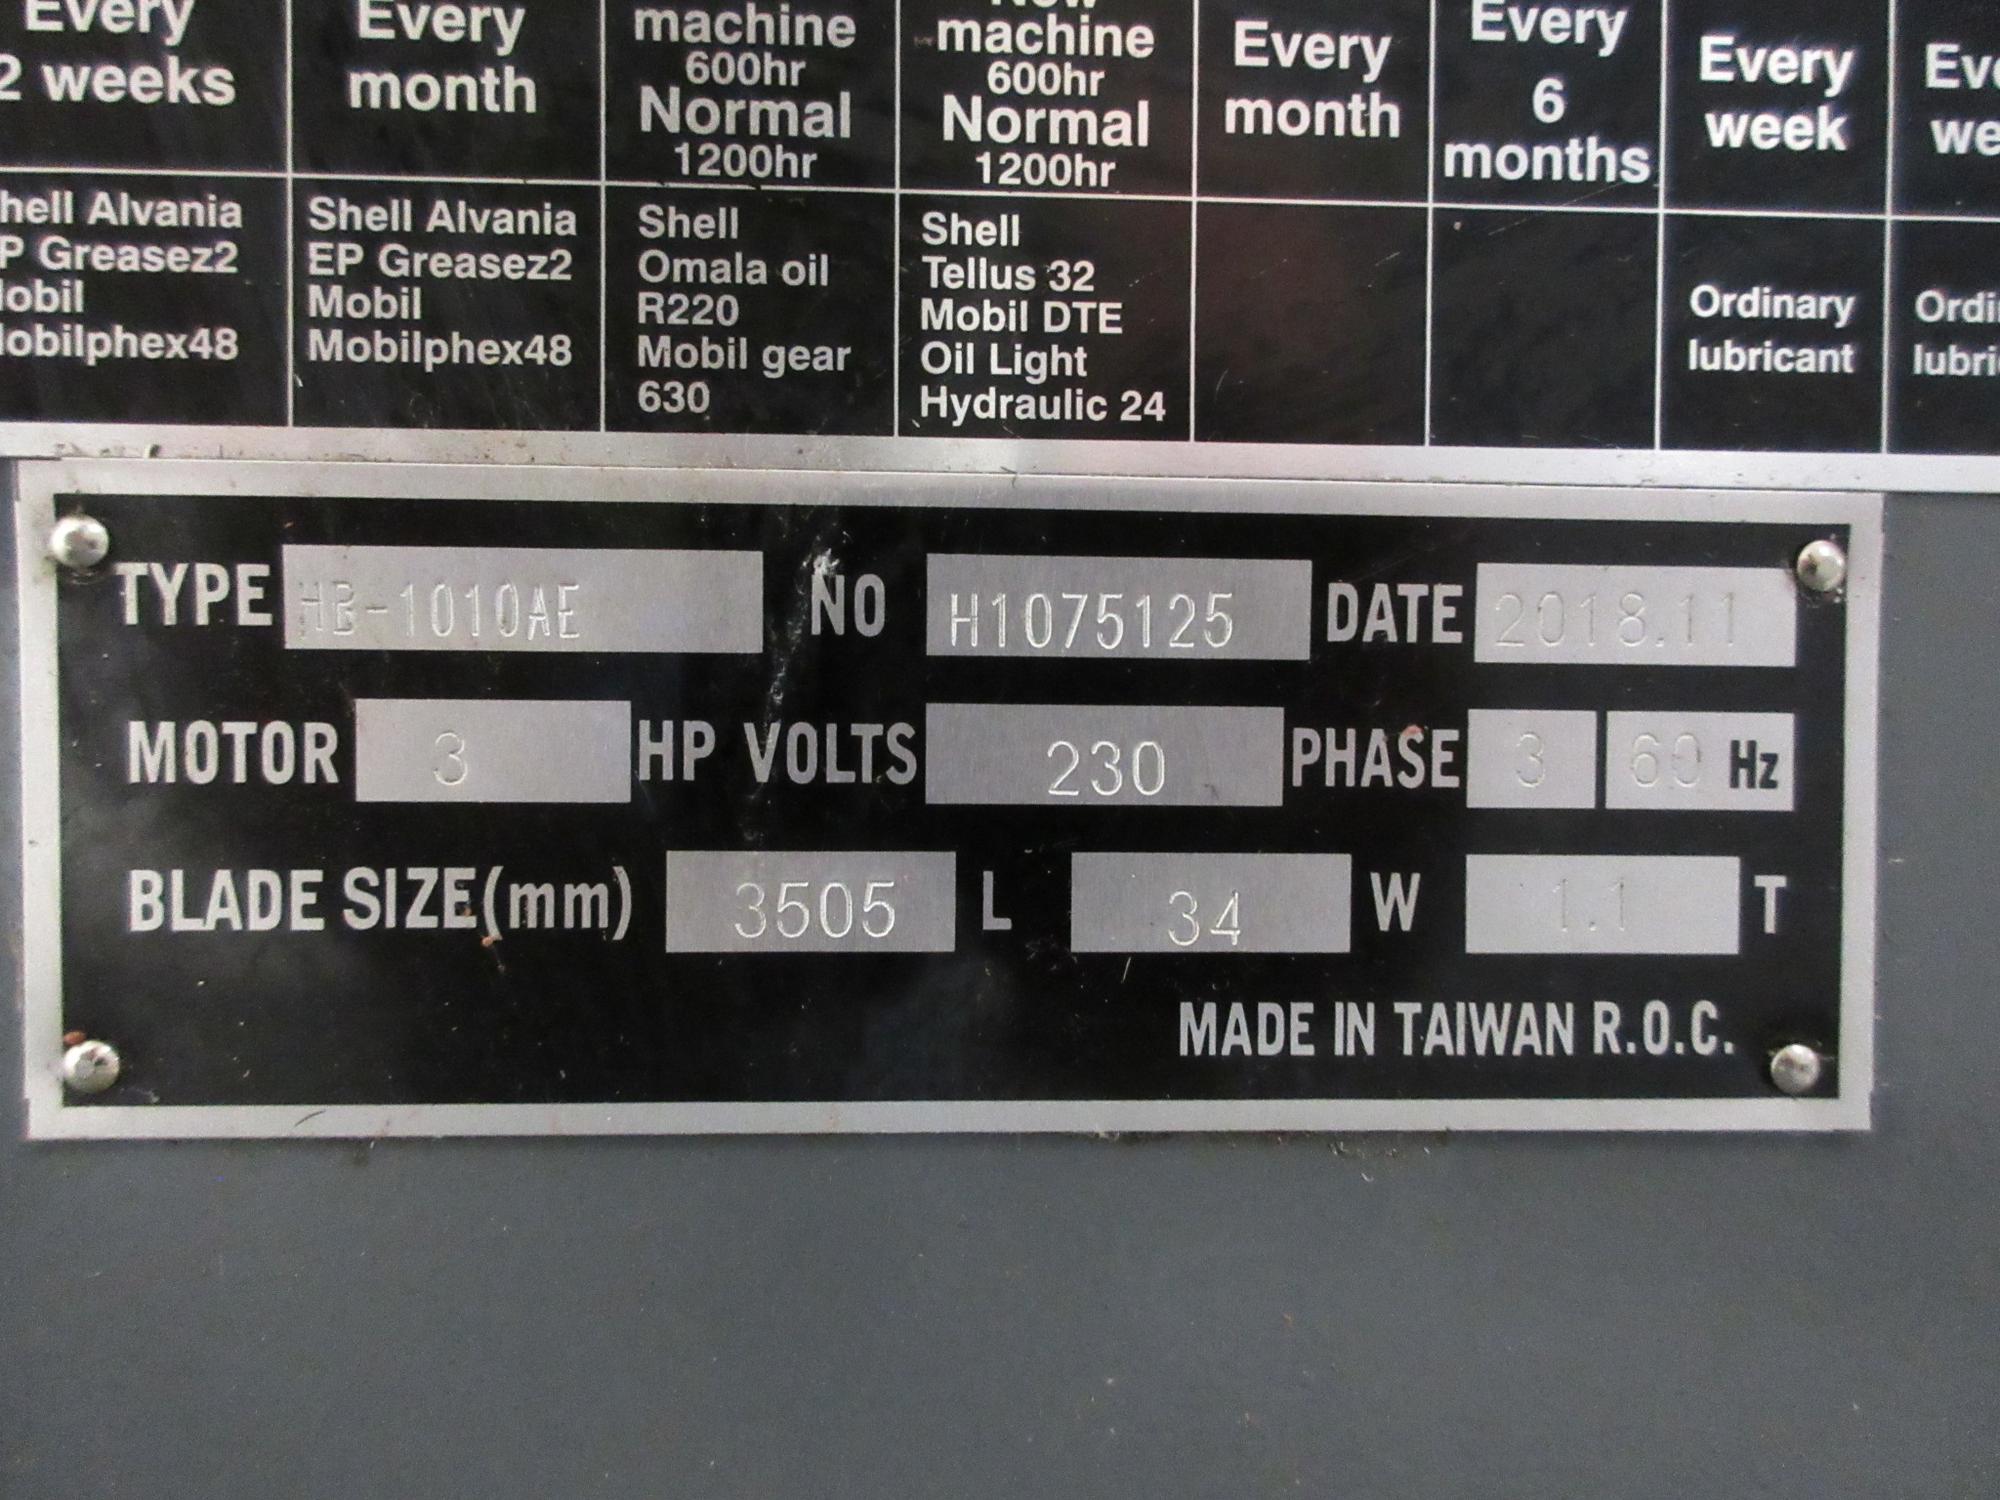 Every
2 weeks
Every
month
machine
600hr
Normal
1200hr
machine
600hr
Normal
1200hr
Every
month
Every
6
months
Every
week
hell Alvania
P Greasez2
obil
obilphex48
Shell Alvania
EP Greasez2
Mobil
Mobilphex48
Shell
Omala oil
R220
Mobil gear
630
Shell
Tellus 32
Mobil DTE
Oil Light
Hydraulic 24
Ordinary
lubricant
TYPE HB-1010AE NO H1075125 DATE 2018.11
MOTOR 3 HP VOLTS 230 PHASE 3 60 Hz
BLADE SIZE(mm) 3505 L 34 W 1.1 T
MADE IN TAIWAN R.O.C.